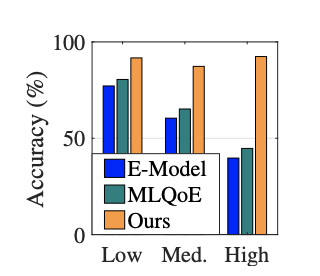 100
Accuracy (%)
50
E-Model
MLQoE
Ours
0
Low Med. High